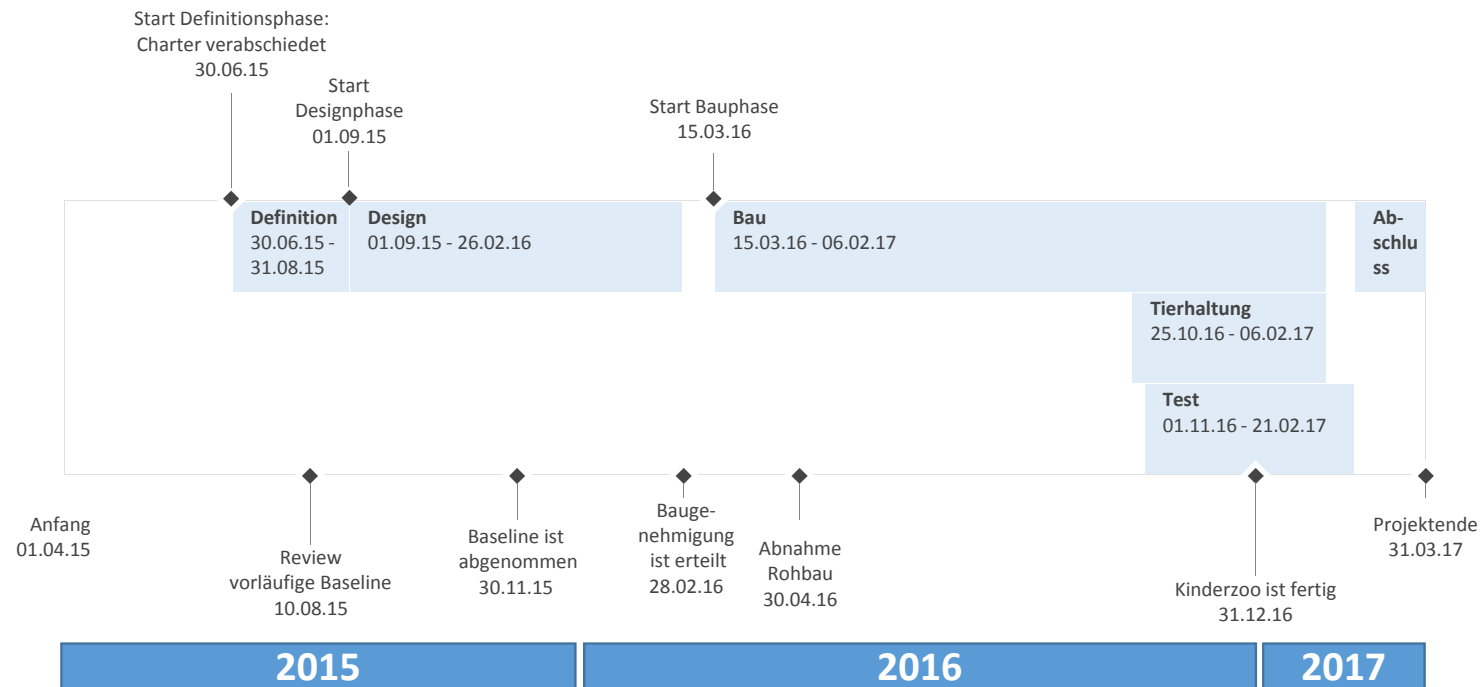 Start Definitionsphase:
Charter verabschiedet
30.06.15
Start
Designphase
01.09.15
Start Bauphase
15.03.16
Definition
30.06.15 -
31.08.15
Design
01.09.15 - 26.02.16
Bau
15.03.16 - 06.02.17
Ab-
schlu
ss
Tierhaltung
25.10.16 - 06.02.17
Test
01.11.16 - 21.02.17
Anfang
01.04.15
Review
vorläufige Baseline
10.08.15
Baseline ist
abgenommen
30.11.15
Bauge-
nehmigung
ist erteilt
28.02.16
Abnahme
Rohbau
30.04.16
Kinderzoo ist fertig
31.12.16
Projektende
31.03.17
2015
2016
2017